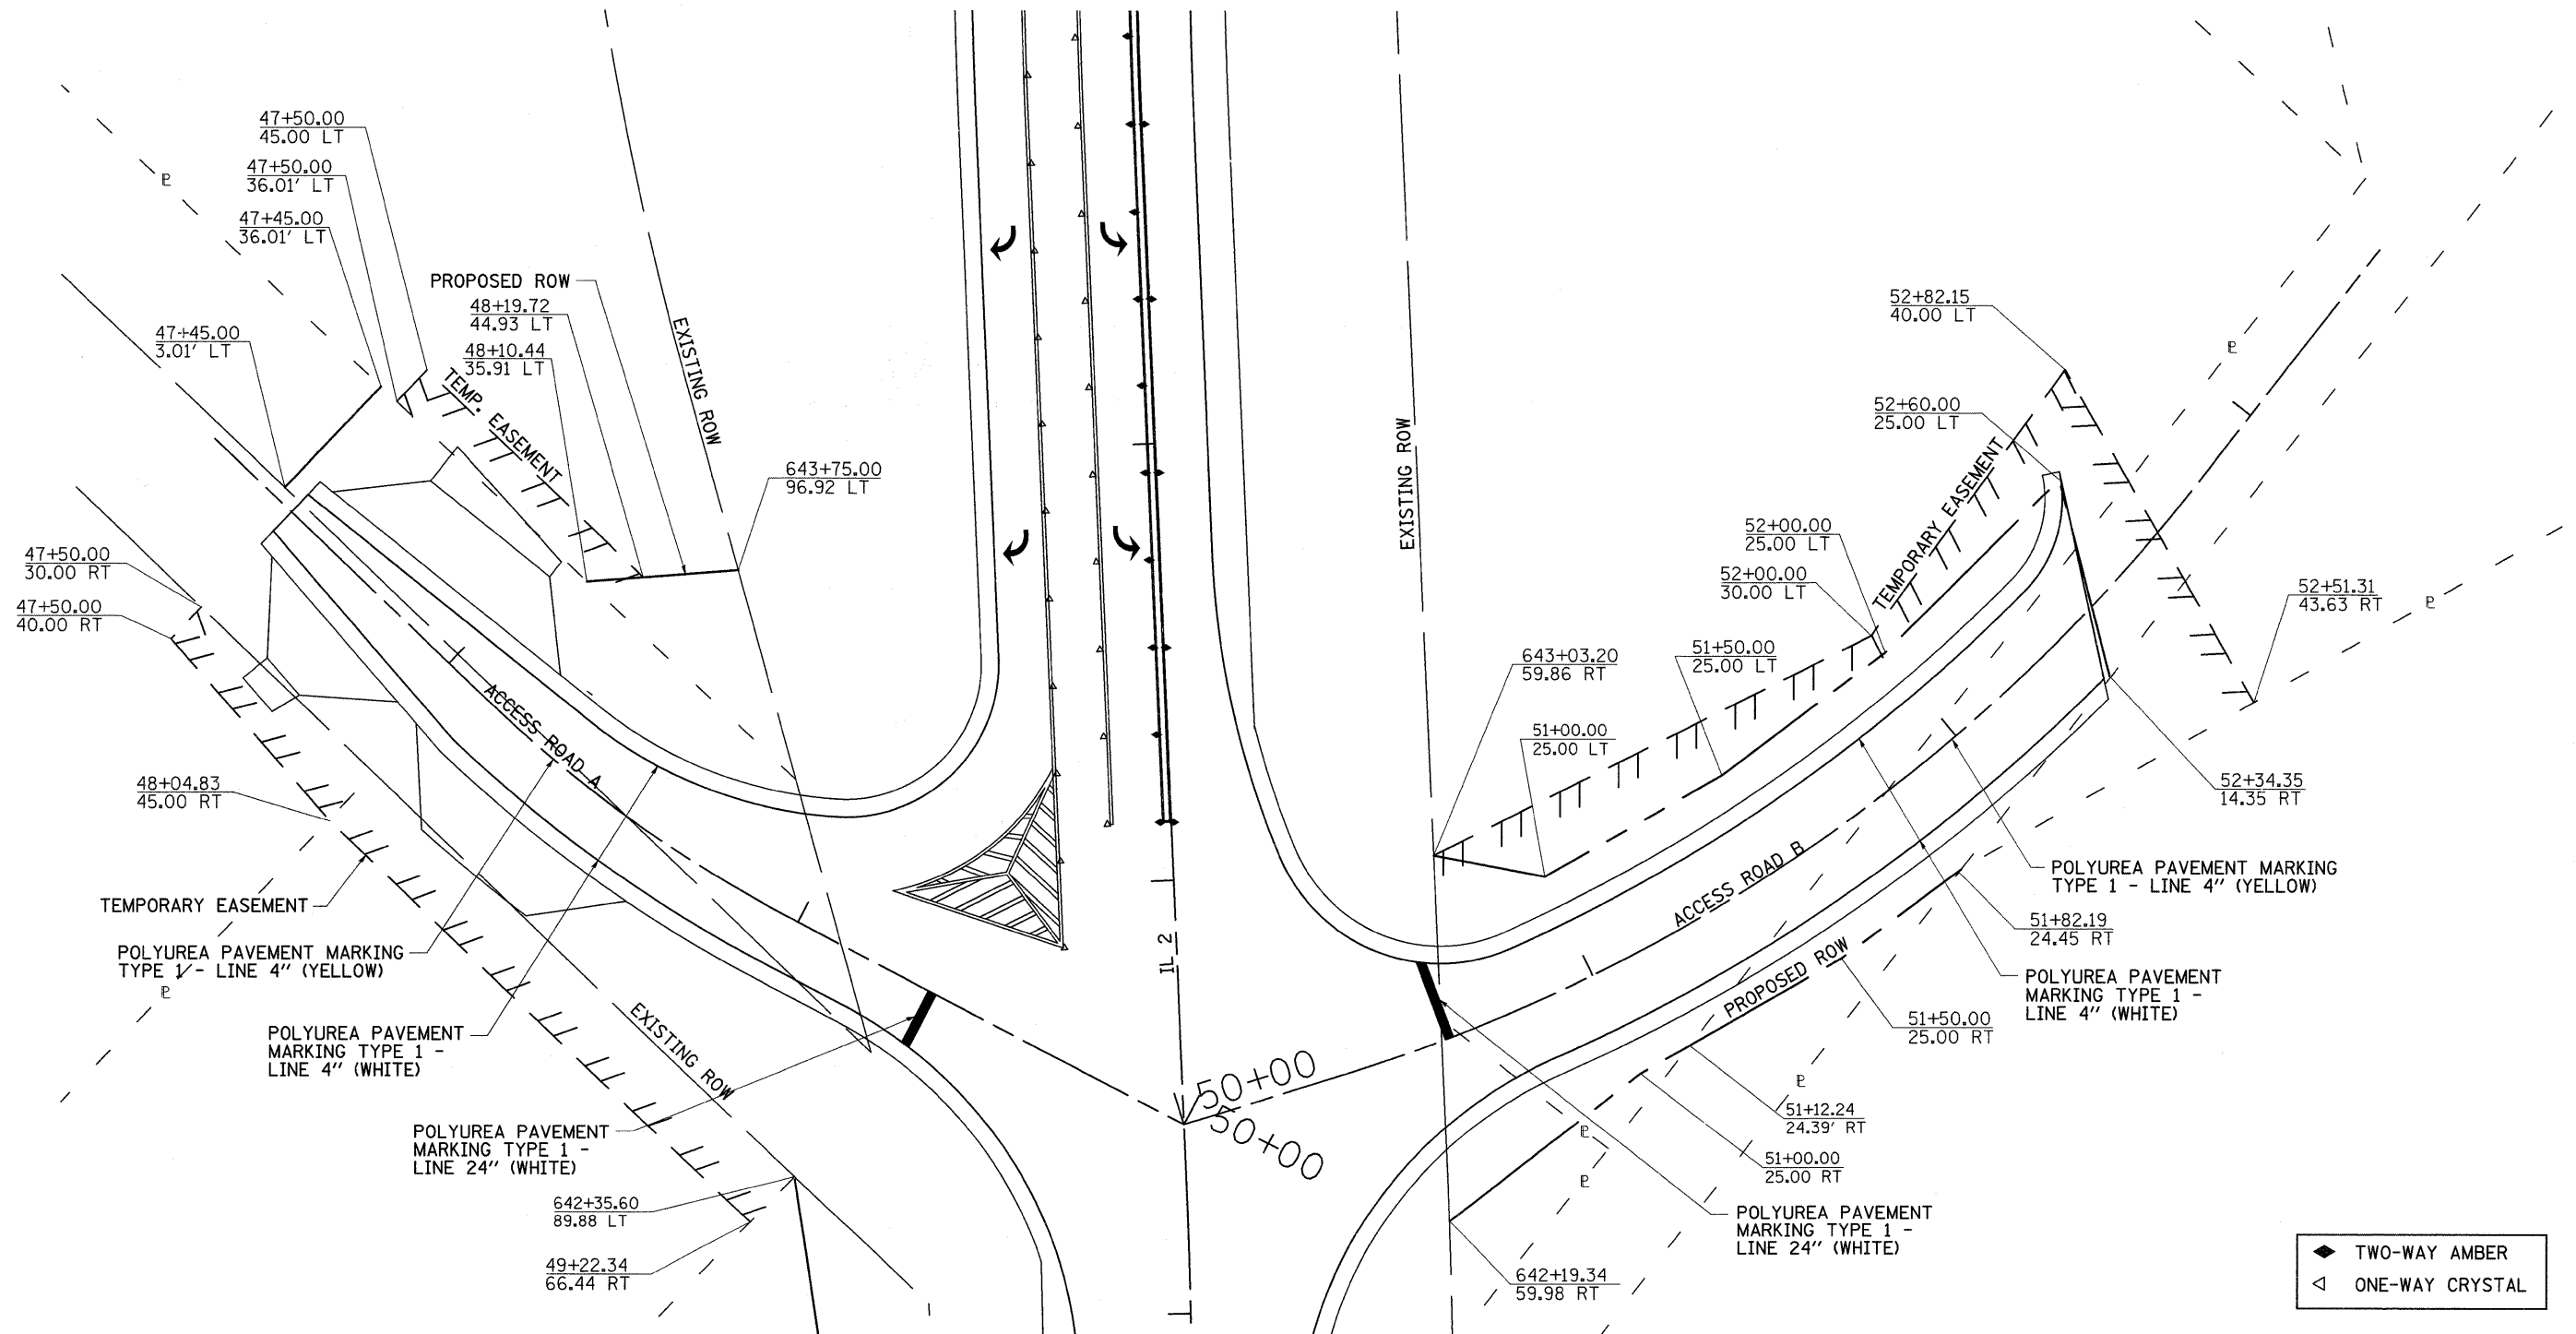 47+50.00
45.00 LT
47+50.00
36.01' LT
47+45.00
36.01' LT
47+45.00
3.01' LT
PROPOSED ROW
48+19.72
44.93 LT
48+10.44
35.91 LT
TEMP. EASEMENT
EXISTING ROW
643+75.00
96.92 LT
47+50.00
30.00 RT
47+50.00
40.00 RT
48+04.83
45.00 RT
ACCESS ROAD A
TEMPORARY EASEMENT
POLYUREA PAVEMENT MARKING
TYPE 1 - LINE 4" (YELLOW)
POLYUREA PAVEMENT
MARKING TYPE 1 -
LINE 4" (WHITE)
EXISTING ROW
POLYUREA PAVEMENT
MARKING TYPE 1 -
LINE 24" (WHITE)
642+35.60
89.88 LT
49+22.34
66.44 RT
IL 2
50+00
50+00
EXISTING ROW
52+82.15
40.00 LT
52+60.00
25.00 LT
TEMPORARY EASEMENT
52+00.00
25.00 LT
52+00.00
30.00 LT
51+50.00
25.00 LT
643+03.20
59.86 RT
51+00.00
25.00 LT
52+51.31
43.63 RT
52+34.35
14.35 RT
ACCESS ROAD B
POLYUREA PAVEMENT MARKING
TYPE 1 - LINE 4" (YELLOW)
51+82.19
24.45 RT
PROPOSED ROW
POLYUREA PAVEMENT
MARKING TYPE 1 -
LINE 4" (WHITE)
51+50.00
25.00 RT
51+12.24
24.39' RT
51+00.00
25.00 RT
POLYUREA PAVEMENT
MARKING TYPE 1 -
LINE 24" (WHITE)
642+19.34
59.98 RT
TWO-WAY AMBER
ONE-WAY CRYSTAL
PL
PL
PL
PL
PL
PL
PL